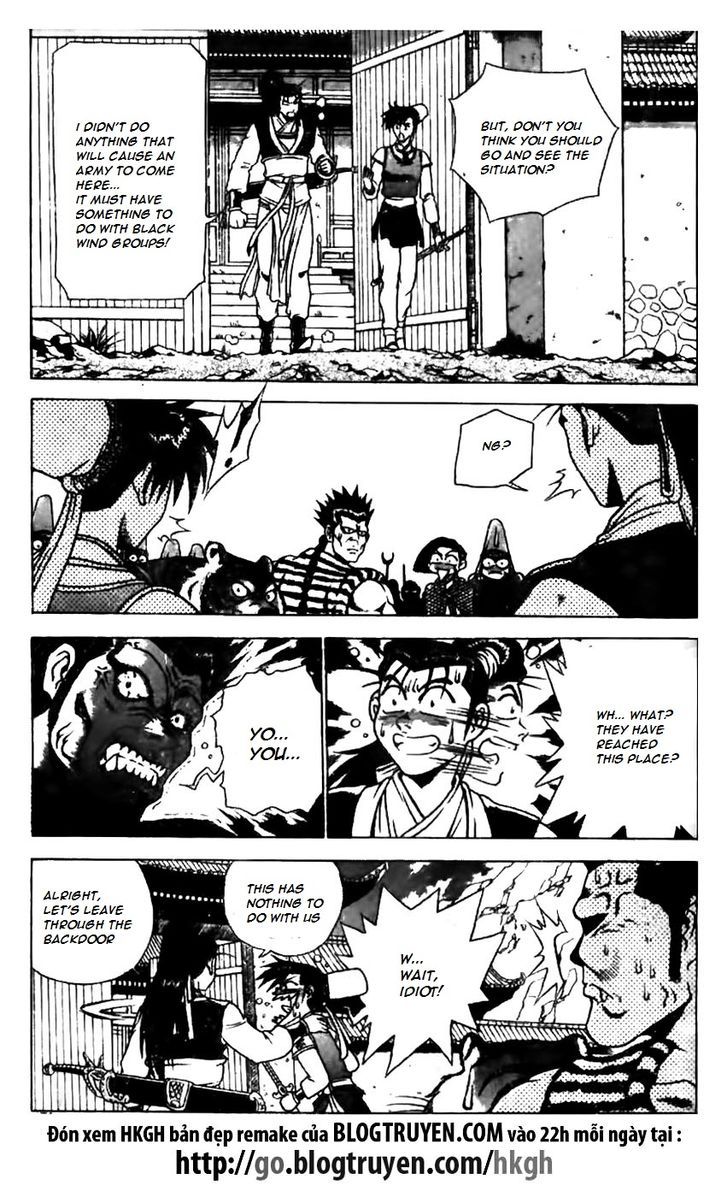 I DIDN'T DO
ANYTHING THAT
WILL CAUSE AN
ARMY TO COME
HERE...
IT MUST HAVE
SOMETHING TO
DO WITH BLACK
WIND GROUPS!
BUT, DON'T YOU
THINK YOU SHOULD
GO AND SEE THE
SITUATION?
!
NG?
YO...
YOU...
WH... WHAT?
THEY HAVE
REACHED
THIS PLACE?
ALRIGHT,
LET'S LEAVE
THROUGH THE
BACKDOOR
THIS HAS
NOTHING TO
DO WITH US
W...
WAIT,
IDIOT!
Đón xem HKGH bản đẹp remake của BLOGTRUYEN.COM vào 22h mỗi ngày tại :
http://go.blogtruyen.com/hkgh